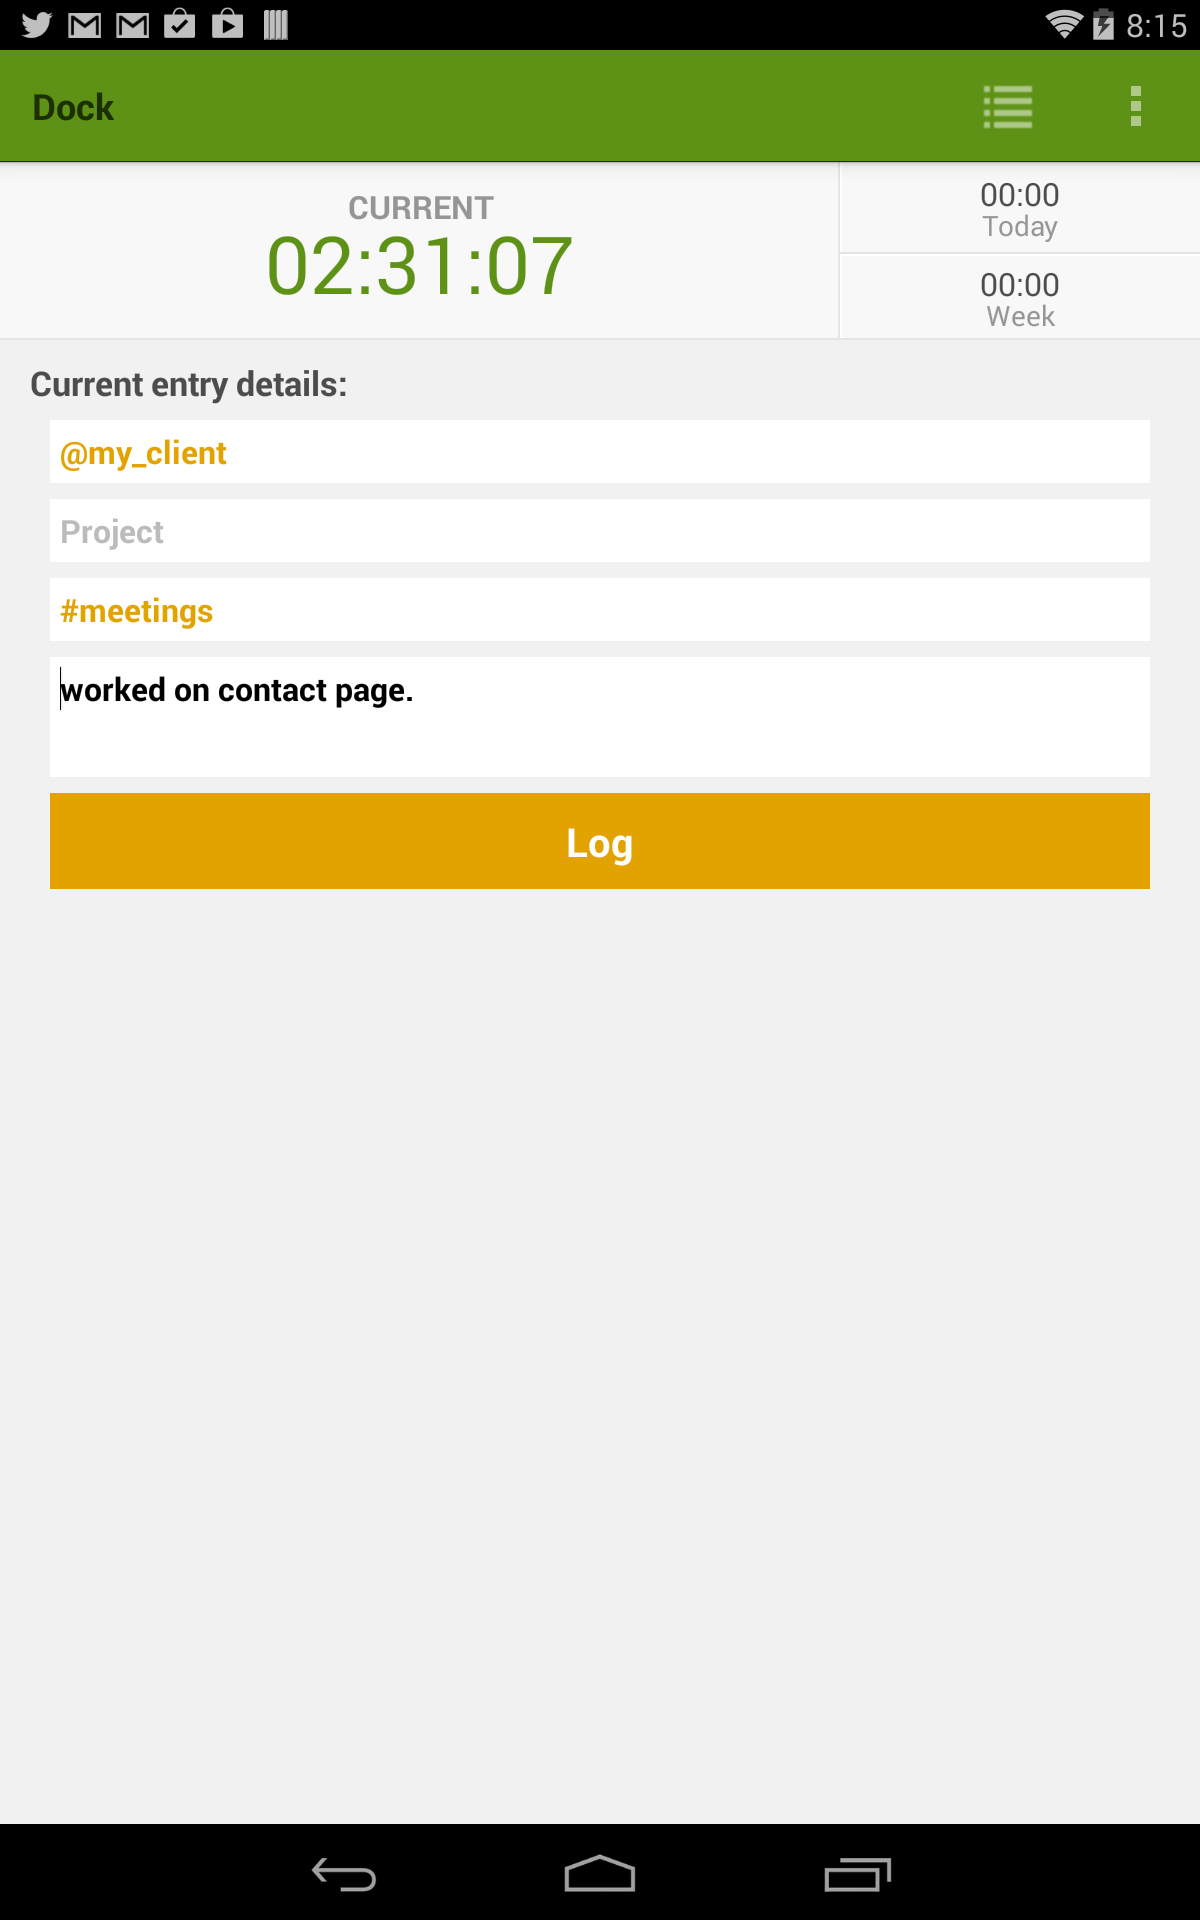 8:15
Dock
CURRENT
02:31:07
00:00
Today
00:00
Week
Current entry details:
@my_client
Project
#meetings
worked on contact page.
Log